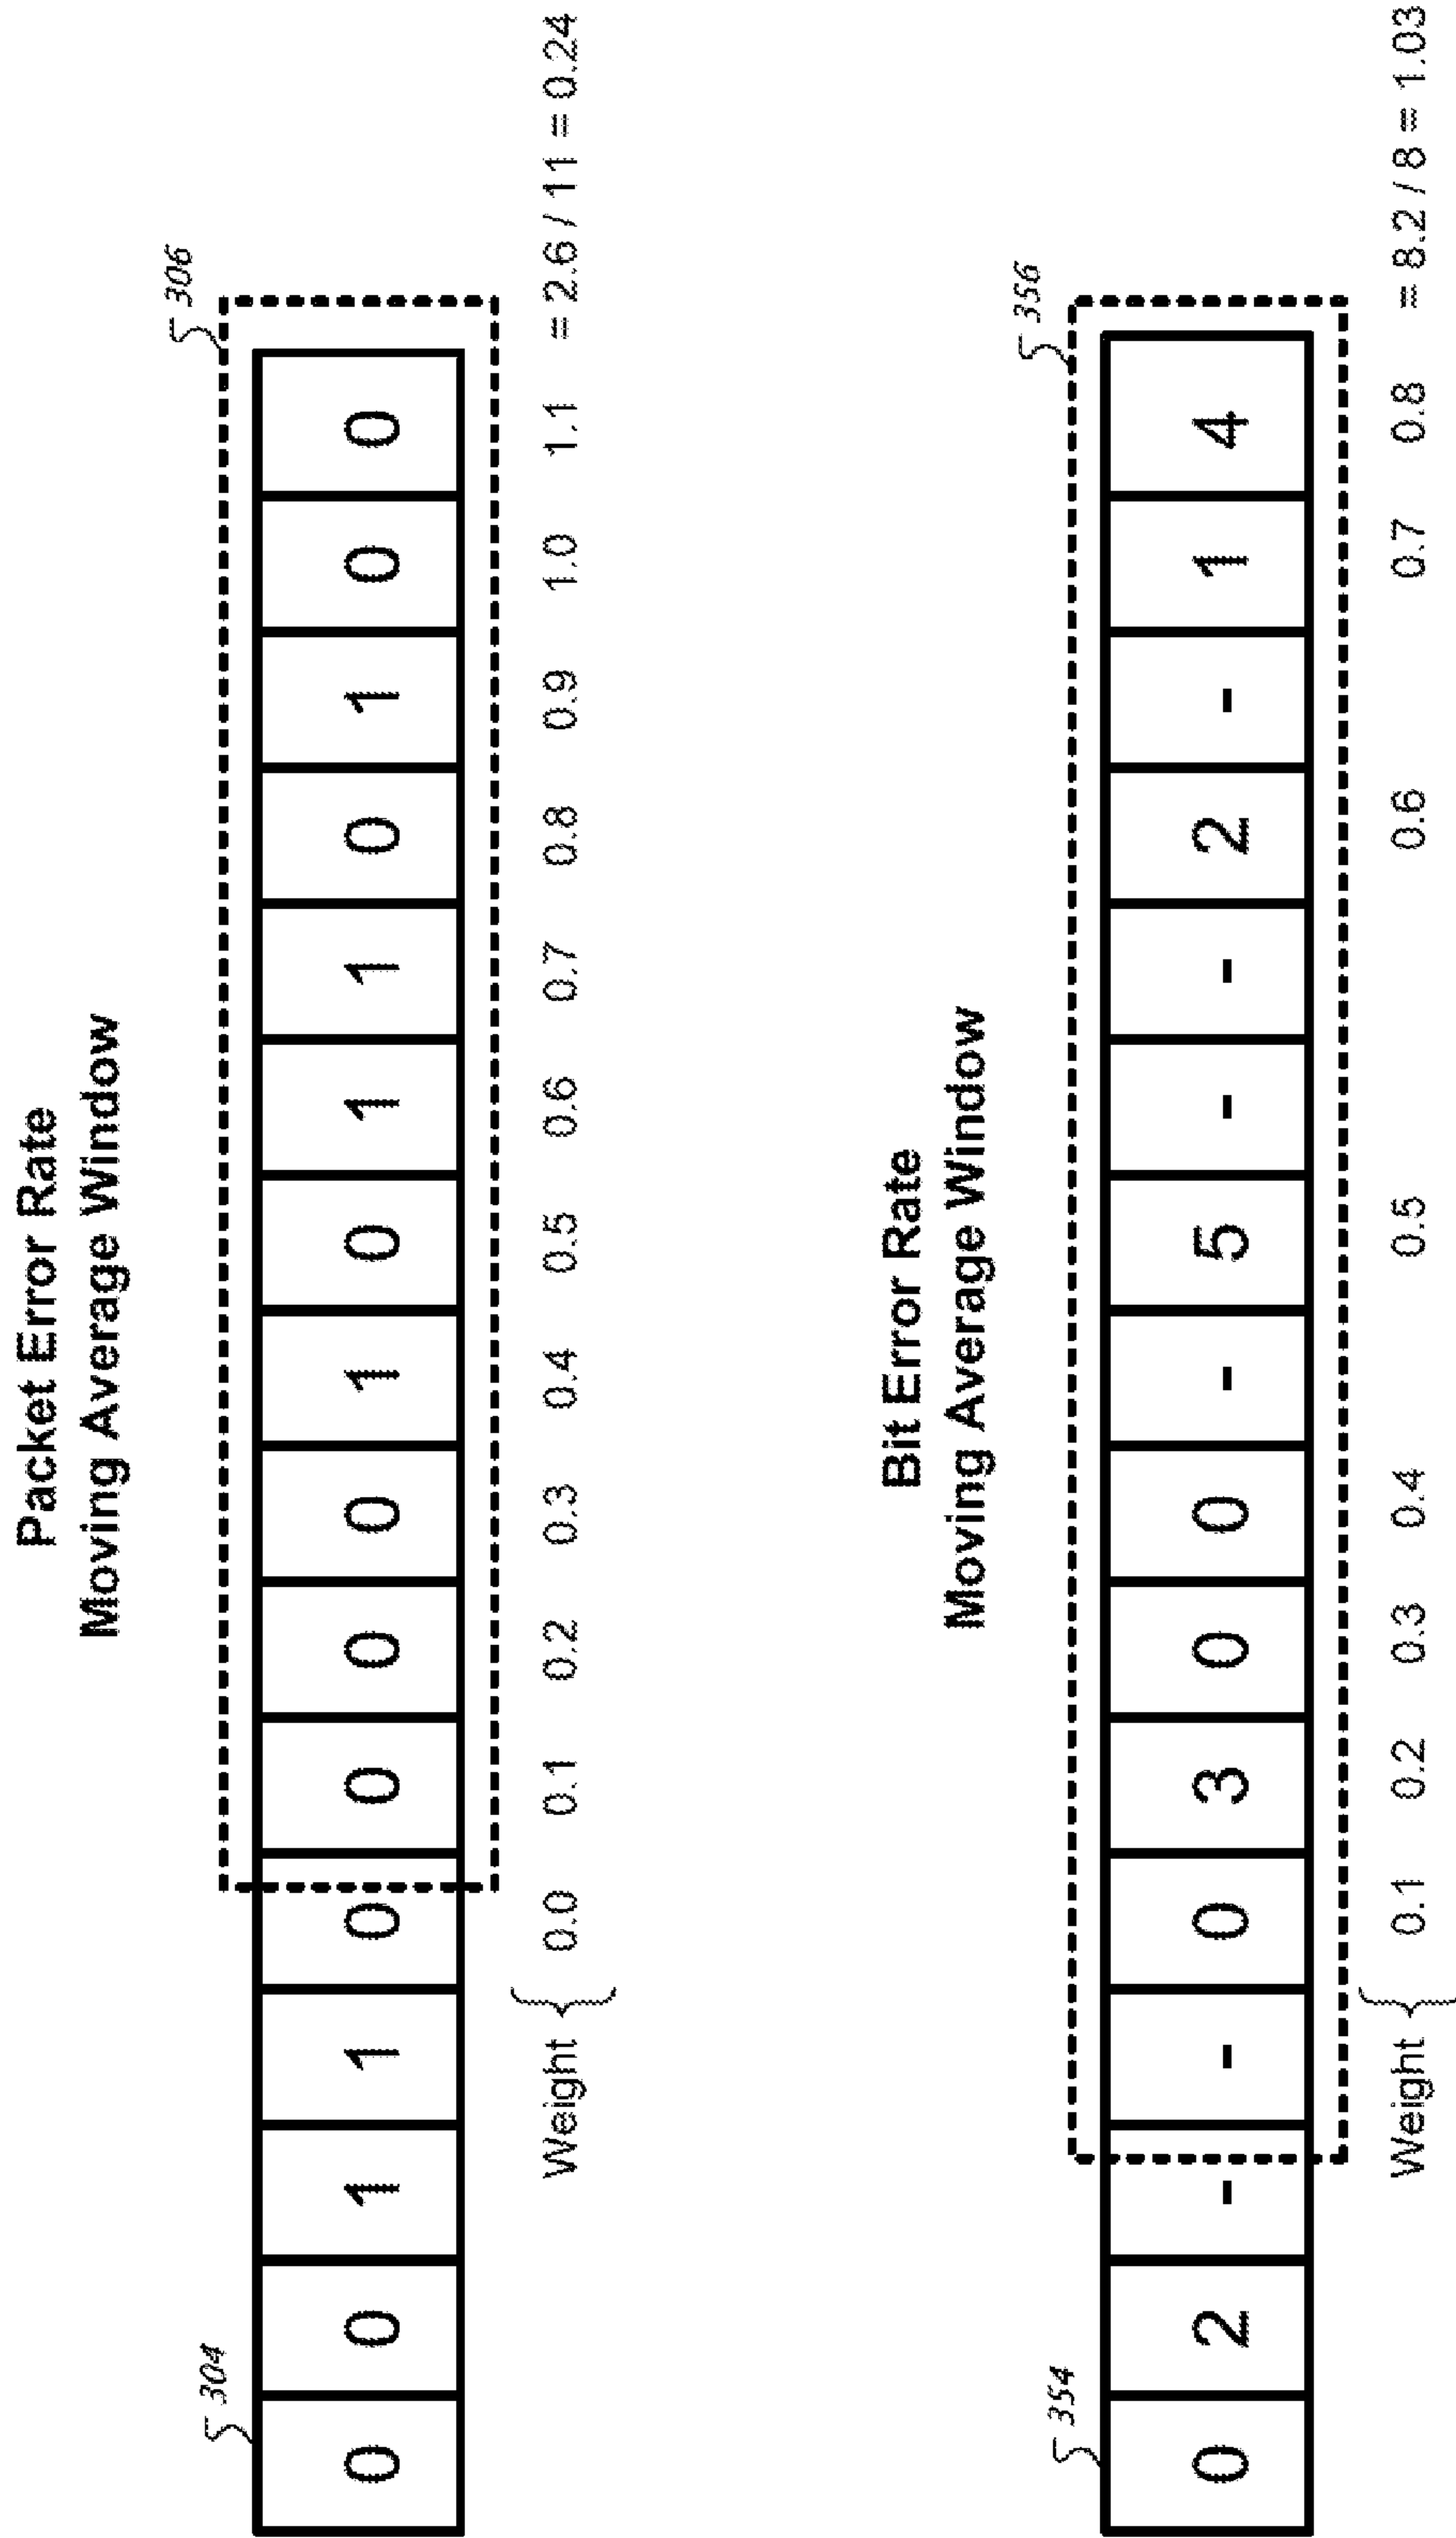 Packet Error Rate
Moving Average Window
304
306
0 0 1 1 0 0 0 0 1 0 1 1 0 1 0 0
Weight { 0.0 0.1 0.2 0.3 0.4 0.5 0.6 0.7 0.8 0.9 1.0 1.1 = 2.6 / 11 = 0.24
Bit Error Rate
Moving Average Window
354
356
0 2 - - 0 3 0 0 - 5 - - 2 - 1 4
Weight { 0.1 0.2 0.3 0.4 0.5 0.6 0.7 0.8 = 8.2 / 8 = 1.03